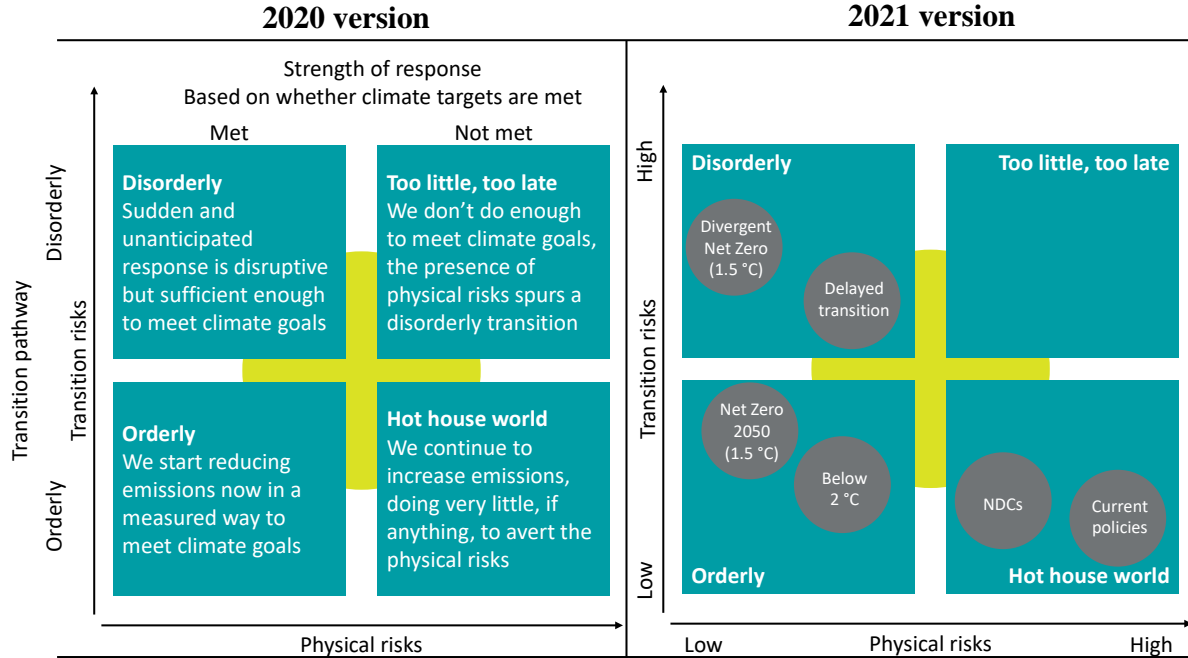 2020 version
2021 version
Strength of response
Based on whether climate targets are met
Met
Not met
Transition pathway
Disorderly
Orderly
Transition risks
Disorderly
Sudden and
unanticipated
response is disruptive
but sufficient enough
to meet climate goals
Too little, too late
We don’t do enough
to meet climate goals,
the presence of
physical risks spurs a
disorderly transition
Orderly
We start reducing
emissions now in a
measured way to
meet climate goals
Hot house world
We continue to
increase emissions,
doing very little, if
anything, to avert the
physical risks
Physical risks
High
Transition risks
Low
Disorderly
Divergent
Net Zero
(1.5 °C)
Delayed
transition
Too little, too late
Net Zero
2050
(1.5 °C)
Below
2 °C
Orderly
NDCs
Current
policies
Hot house world
Low
Physical risks
High